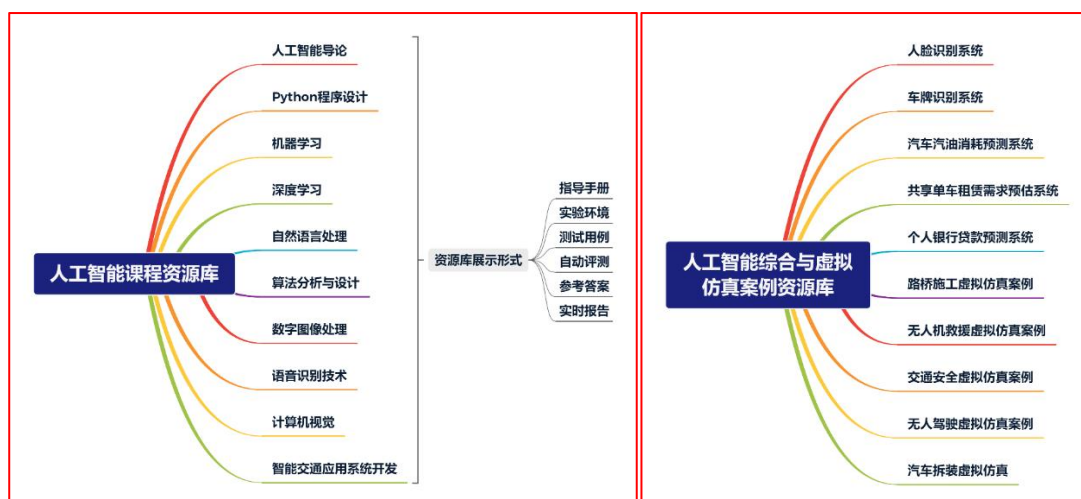 人工智能课程资源库
人工智能导论
Python程序设计
机器学习
深度学习
自然语言处理
算法分析与设计
数字图像处理
语音识别技术
计算机视觉
智能交通应用系统开发
资源库展示形式
指导手册
实验环境
测试用例
自动评测
参考答案
实时报告
人工智能综合与虚拟
仿真案例资源库
人脸识别系统
车牌识别系统
汽车汽油消耗预测系统
共享单车租赁需求预估系统
个人银行贷款预测系统
路桥施工虚拟仿真案例
无人机救援虚拟仿真案例
交通安全虚拟仿真案例
无人驾驶虚拟仿真案例
汽车拆装虚拟仿真